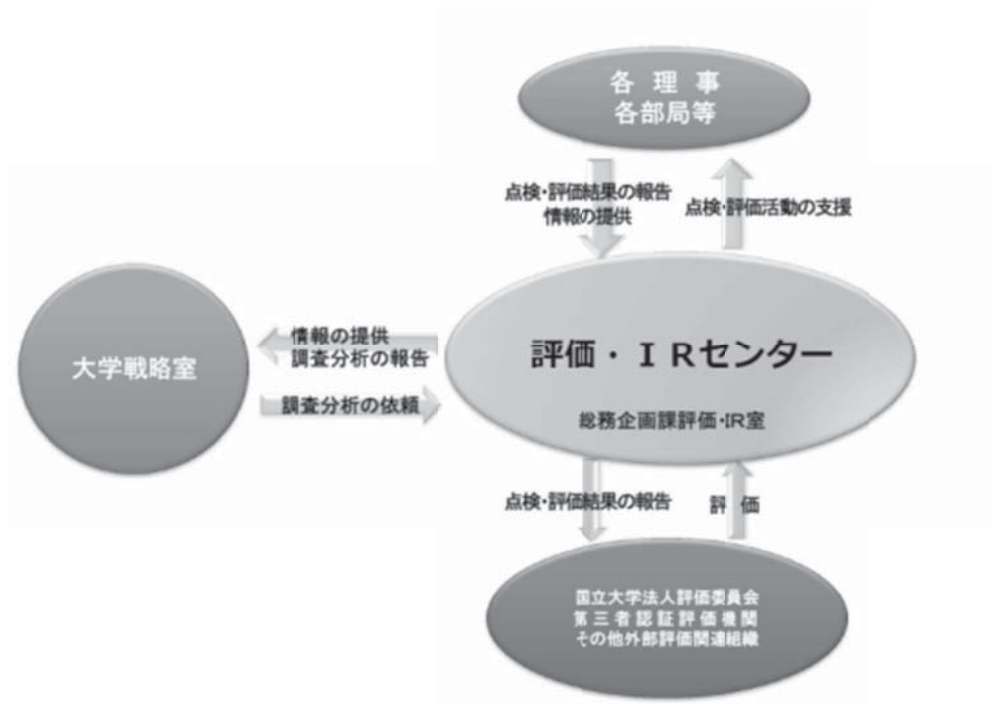 各理事
各部局等
点検・評価結果の報告
情報の提供
点検・評価活動の支援
大学戦略室
情報の提供
調査分析の報告
調査分析の依頼
評価・ＩＲセンター
総務企画課評価・IR室
点検・評価結果の報告
評価
国立大学法人評価委員会
第三者認証評価機関
その他外部評価関連組織